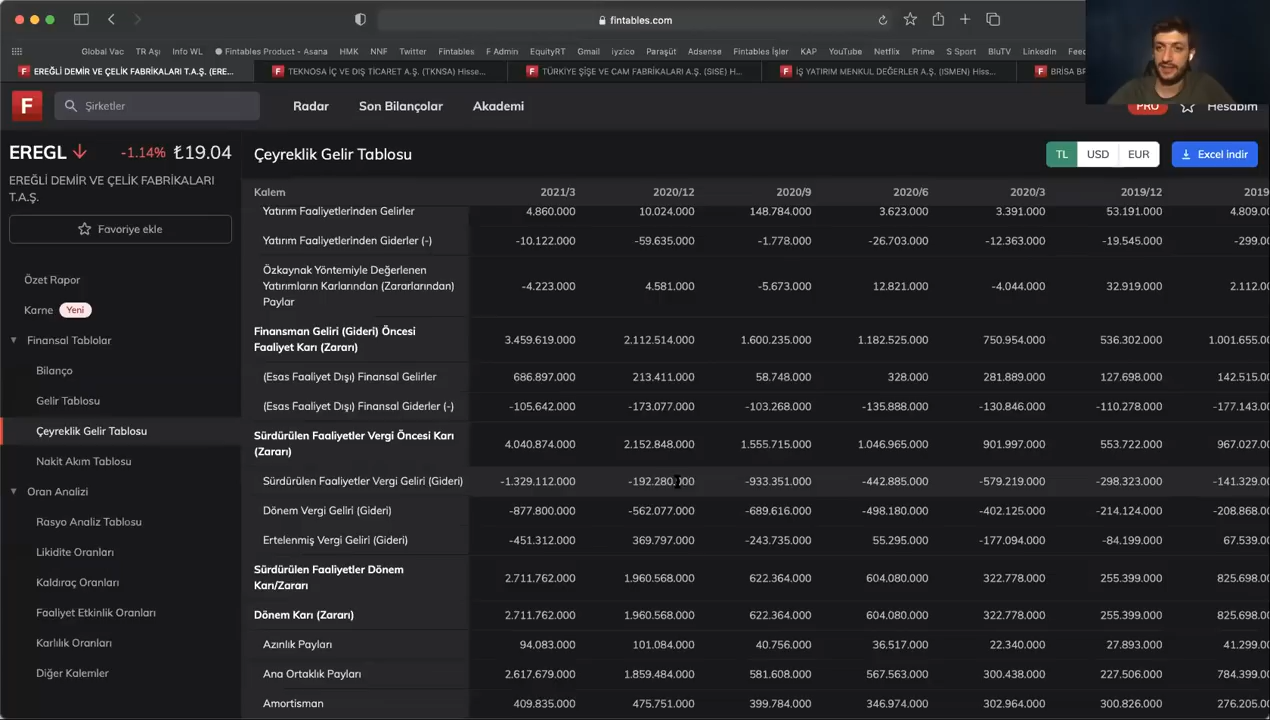 fintables.com
Global Vac TR Aşı Info WL Fintables Product - Asana HMK NNF Twitter Fintables F Admin EquityRT Gmail iyzico Paraşüt Adsense Fintables İşler KAP YouTube Netflix Prime S Sport BluTV LinkedIn Feed
EREĞLİ DEMİR VE ÇELİK FABRİKALARI T.A.Ş. (ERE... TEKNOSA İÇ VE DIŞ TİCARET A.Ş. (TKNSA) Hisse... TÜRKİYE ŞİŞE VE CAM FABRİKALARI A.Ş. (SISE) H... İŞ YATIRIM MENKUL DEĞERLER A.Ş. (ISMEN) Hiss... BRİSA BR
F Şirketler Radar Son Bilançolar Akademi PRO Hesabım
EREGL -1.14% ₺19.04
EREĞLİ DEMİR VE ÇELİK FABRİKALARI
T.A.Ş.
Favoriye ekle
Özet Rapor
Karne Yeni
Finansal Tablolar
Bilanço
Gelir Tablosu
Çeyreklik Gelir Tablosu
Nakit Akım Tablosu
Oran Analizi
Rasyo Analiz Tablosu
Likidite Oranları
Kaldıraç Oranları
Faaliyet Etkinlik Oranları
Karlılık Oranları
Diğer Kalemler
Çeyreklik Gelir Tablosu TL USD EUR Excel indir
Kalem 2021/3 2020/12 2020/9 2020/6 2020/3 2019/12 2019
Yatırım Faaliyetlerinden Gelirler 4.860.000 10.024.000 148.784.000 3.623.000 3.391.000 53.191.000 4.809.0
Yatırım Faaliyetlerinden Giderler (-) -10.122.000 -59.635.000 -1.778.000 -26.703.000 -12.363.000 -19.545.000 -299.0
Özkaynak Yöntemiyle Değerlenen
Yatırımların Karlarından (Zararlarından) -4.223.000 4.581.000 -5.673.000 12.821.000 -4.044.000 32.919.000 2.112.0
Paylar
Finansman Geliri (Gideri) Öncesi
Faaliyet Karı (Zararı) 3.459.619.000 2.112.514.000 1.600.235.000 1.182.525.000 750.954.000 536.302.000 1.001.655.0
(Esas Faaliyet Dışı) Finansal Gelirler 686.897.000 213.411.000 58.748.000 328.000 281.889.000 127.698.000 142.515.0
(Esas Faaliyet Dışı) Finansal Giderler (-) -105.642.000 -173.077.000 -103.268.000 -135.888.000 -130.846.000 -110.278.000 -177.143.0
Sürdürülen Faaliyetler Vergi Öncesi Karı
(Zararı) 4.040.874.000 2.152.848.000 1.555.715.000 1.046.965.000 901.997.000 553.722.000 967.027.0
Sürdürülen Faaliyetler Vergi Geliri (Gideri) -1.329.112.000 -192.280.000 -933.351.000 -442.885.000 -579.219.000 -298.323.000 -141.329.0
Dönem Vergi Geliri (Gideri) -877.800.000 -562.077.000 -689.616.000 -498.180.000 -402.125.000 -214.124.000 -208.868.0
Ertelenmiş Vergi Geliri (Gideri) -451.312.000 369.797.000 -243.735.000 55.295.000 -177.094.000 -84.199.000 67.539.0
Sürdürülen Faaliyetler Dönem
Karı/Zararı 2.711.762.000 1.960.568.000 622.364.000 604.080.000 322.778.000 255.399.000 825.698.0
Dönem Karı (Zararı) 2.711.762.000 1.960.568.000 622.364.000 604.080.000 322.778.000 255.399.000 825.698.0
Azınlık Payları 94.083.000 101.084.000 40.756.000 36.517.000 22.340.000 27.893.000 41.299.0
Ana Ortaklık Payları 2.617.679.000 1.859.484.000 581.608.000 567.563.000 300.438.000 227.506.000 784.399.0
Amortisman 409.835.000 475.751.000 399.784.000 346.974.000 302.964.000 300.826.000 276.205.0